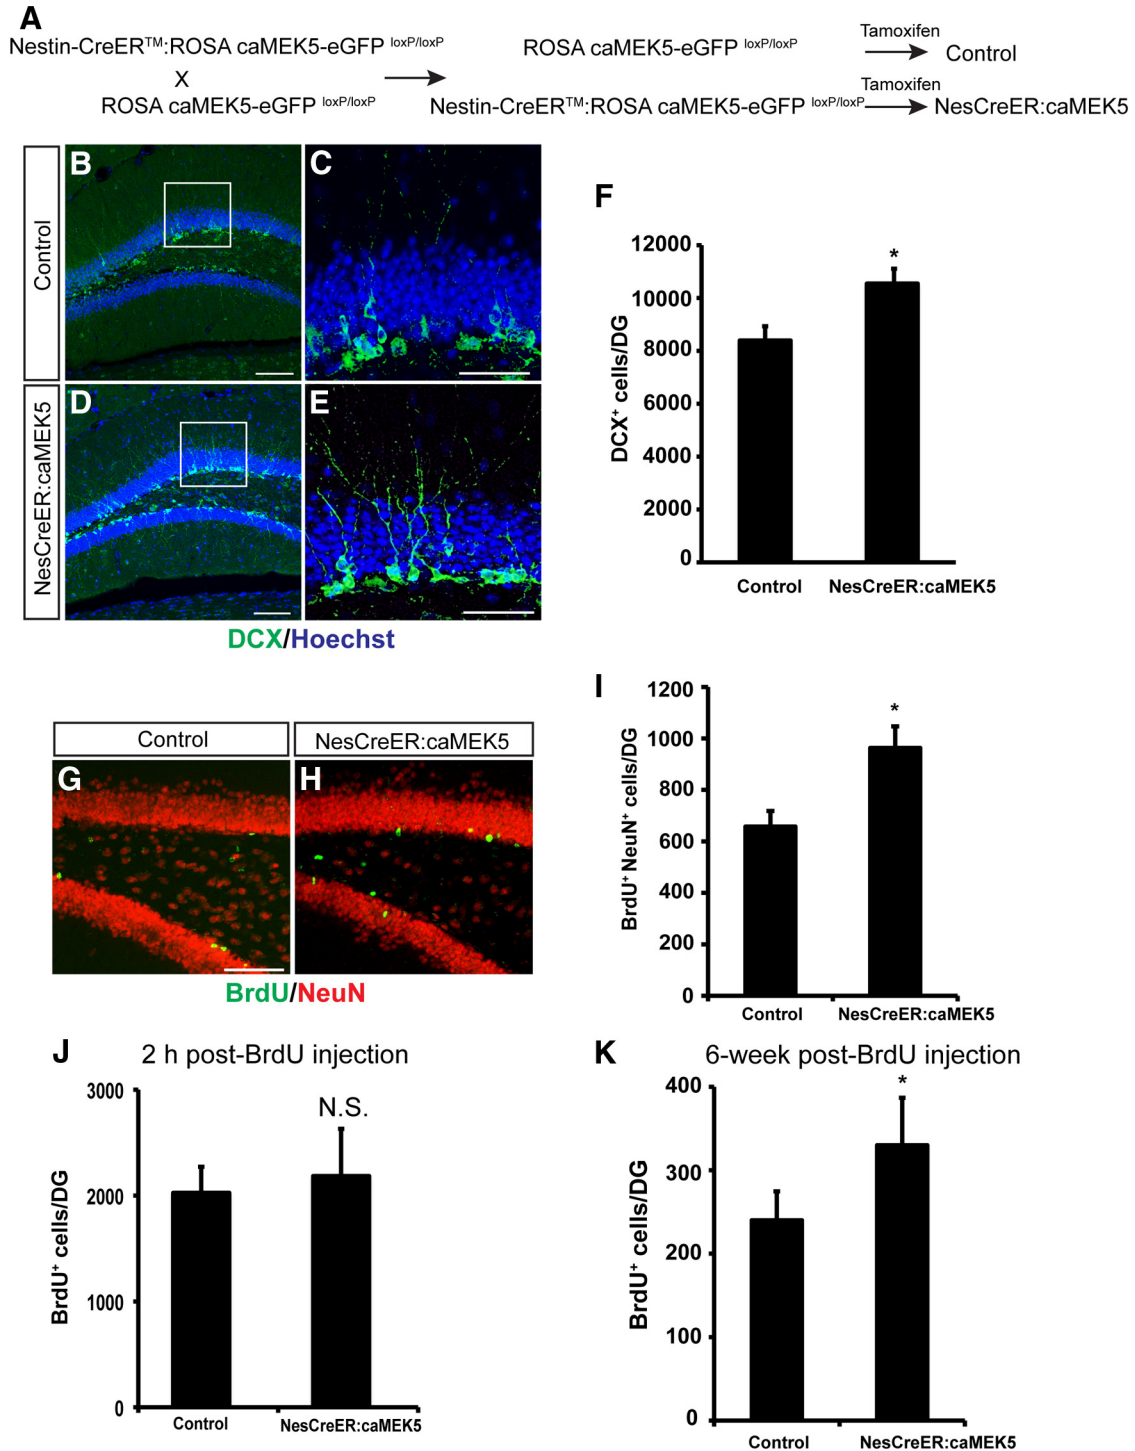 A
Nestin-CreER™:ROSA caMEK5-eGFP loxP/loxP
X
ROSA caMEK5-eGFP loxP/loxP
ROSA caMEK5-eGFP loxP/loxP
Tamoxifen
Control
Nestin-CreER™:ROSA caMEK5-eGFP loxP/loxP
Tamoxifen
NesCreER:caMEK5
Control
B
C
NesCreER:caMEK5
D
E
DCX/Hoechst
F
DCX⁺ cells/DG
12000
10000
8000
6000
4000
2000
0
*
Control
NesCreER:caMEK5
Control
NesCreER:caMEK5
G
H
BrdU/NeuN
I
BrdU⁺ NeuN⁺ cells/DG
1200
1000
800
600
400
200
0
*
Control
NesCreER:caMEK5
J
2 h post-BrdU injection
BrdU⁺ cells/DG
3000
2000
1000
0
N.S.
Control
NesCreER:caMEK5
K
6-week post-BrdU injection
BrdU⁺ cells/DG
400
300
200
100
0
*
Control
NesCreER:caMEK5